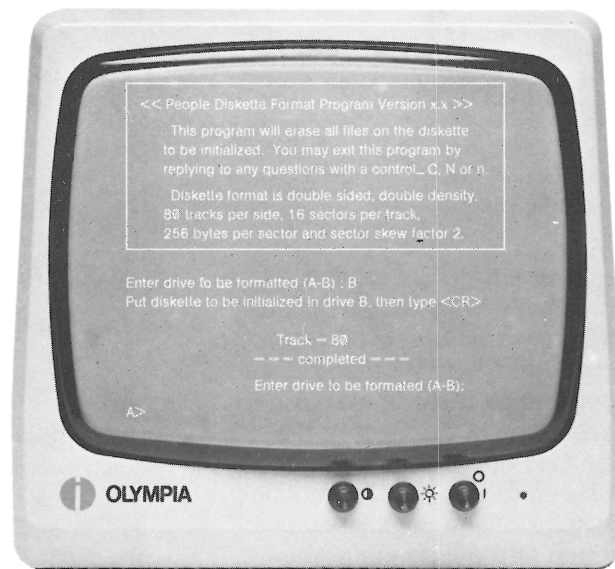 << People Diskette Format Program Version x.x >>
This program will erase all files on the diskette
to be initialized. You may exit this program by
replying to any questions with a control_ C, N or n.
Diskette format is double sided, double density,
80 tracks per side, 16 sectors per track,
256 bytes per sector and sector skew factor 2.
Enter drive to be formatted (A-B) : B
Put diskette to be initialized in drive B, then type <CR>
Track — 80
— — — completed — — —
Enter drive to be formated (A-B):
A>
OLYMPIA